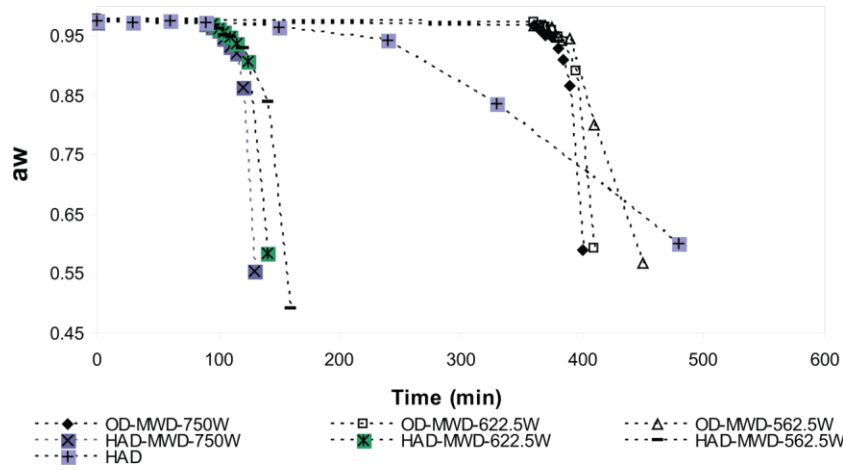 0.95
0.85
0.75
0.65
0.55
0.45
aw
0 100 200 300 400 500 600
Time (min)
OD-MWD-750W OD-MWD-622.5W OD-MWD-562.5W
HAD-MWD-750W HAD-MWD-622.5W HAD-MWD-562.5W
HAD